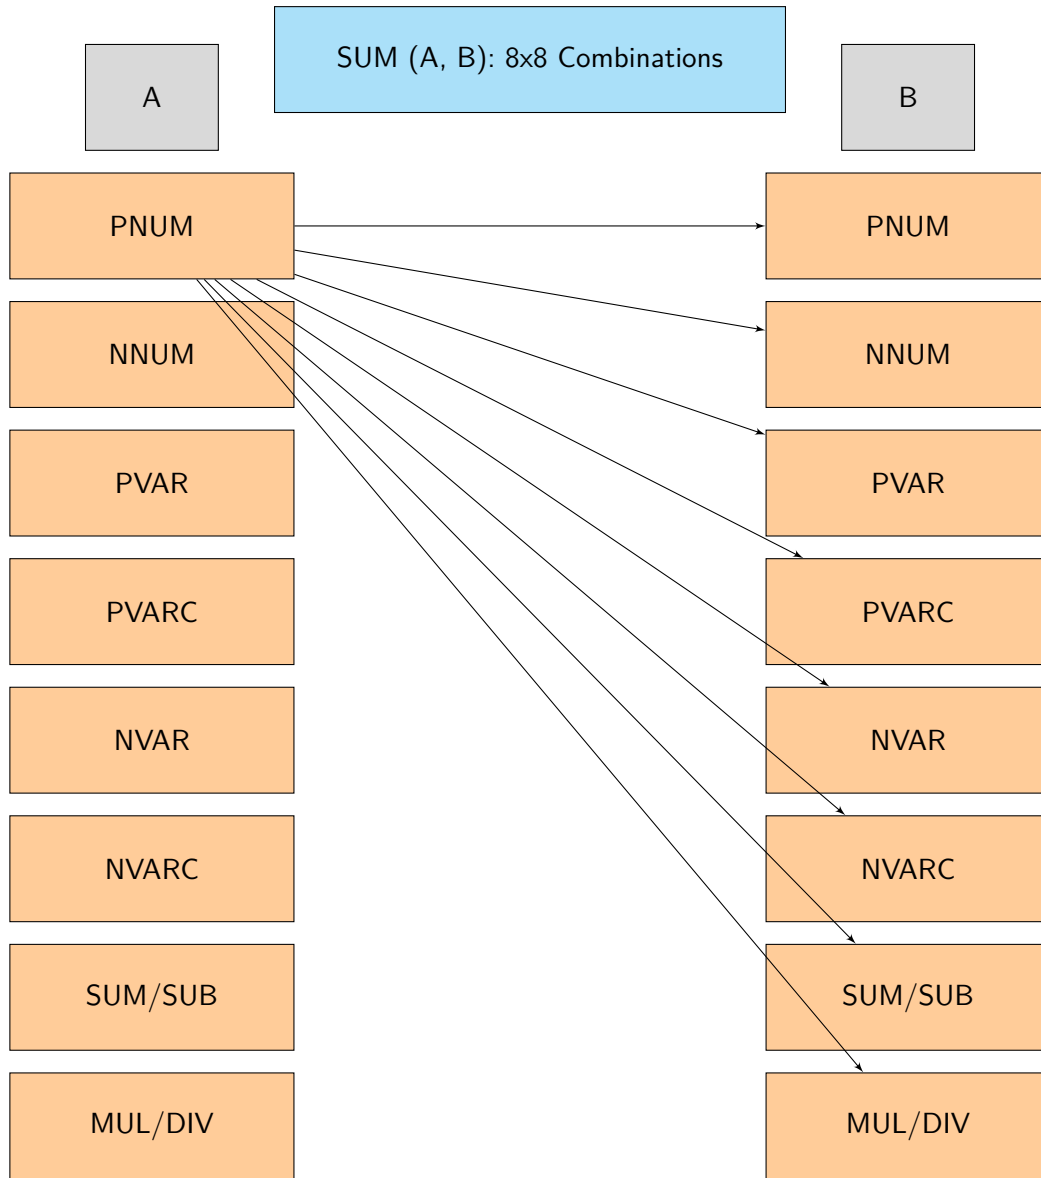 SUM (A, B): 8x8 Combinations
A
B
PNUM
PNUM
NNUM
NNUM
PVAR
PVAR
PVARC
PVARC
NVAR
NVAR
NVARC
NVARC
SUM/SUB
SUM/SUB
MUL/DIV
MUL/DIV